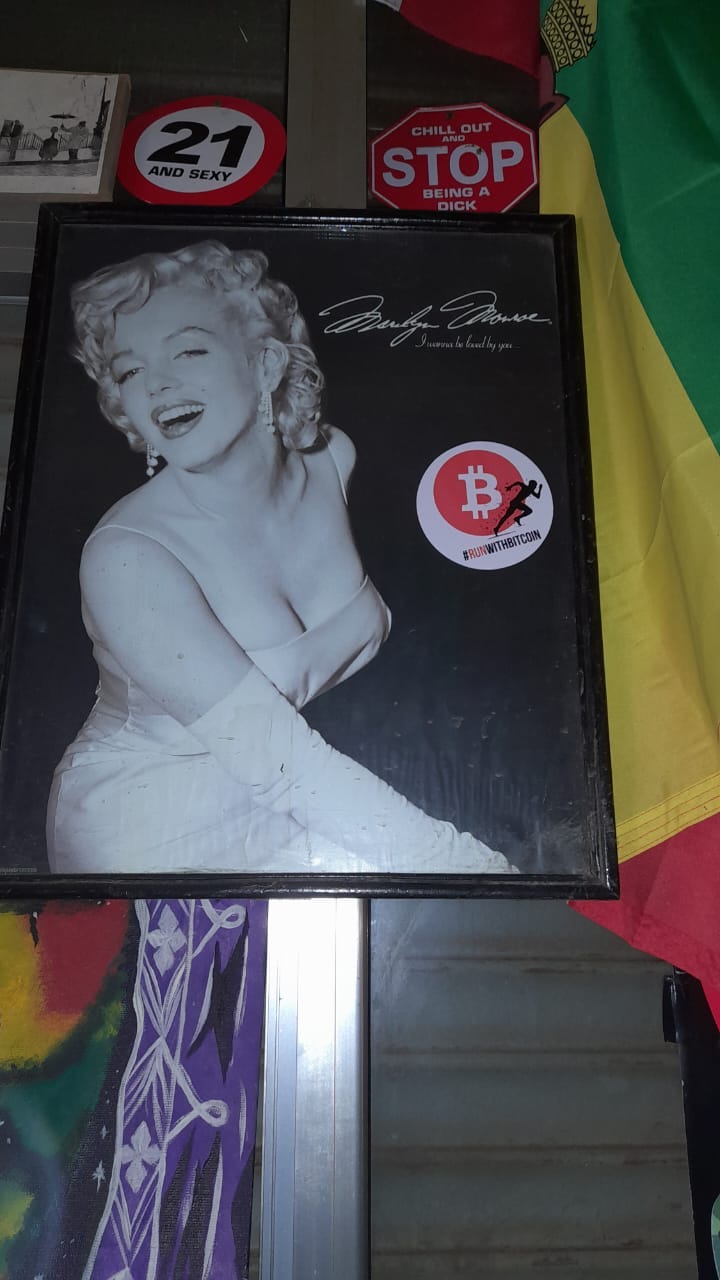 21
AND SEXY
CHILL OUT
AND
STOP
BEING A
DICK
Marilyn Monroe
I wanna be loved by you...
B
#RUNWITHBITCOIN